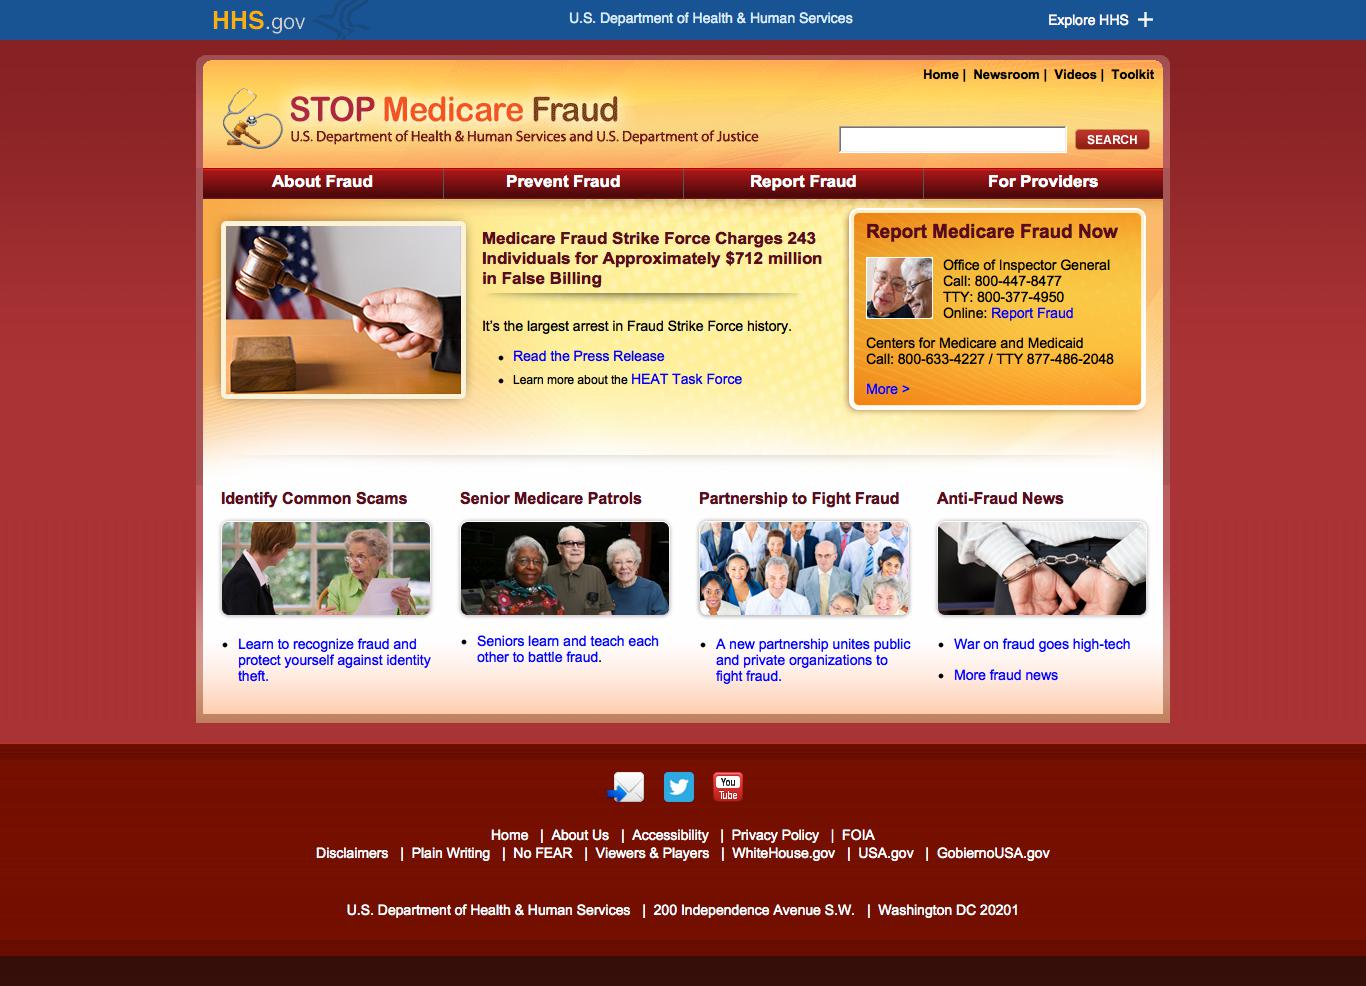 HHS.gov
U.S. Department of Health & Human Services
Explore HHS +
Home | Newsroom | Videos | Toolkit
STOP Medicare Fraud
U.S. Department of Health & Human Services and U.S. Department of Justice
SEARCH
About Fraud
Prevent Fraud
Report Fraud
For Providers
Medicare Fraud Strike Force Charges 243
Individuals for Approximately $712 million
in False Billing
It's the largest arrest in Fraud Strike Force history.
• Read the Press Release
• Learn more about the HEAT Task Force
Report Medicare Fraud Now
Office of Inspector General
Call: 800-447-8477
TTY: 800-377-4950
Online: Report Fraud
Centers for Medicare and Medicaid
Call: 800-633-4227 / TTY 877-486-2048
More >
Identify Common Scams
• Learn to recognize fraud and
protect yourself against identity
theft.
Senior Medicare Patrols
• Seniors learn and teach each
other to battle fraud.
Partnership to Fight Fraud
• A new partnership unites public
and private organizations to
fight fraud.
Anti-Fraud News
• War on fraud goes high-tech
• More fraud news
You
Tube
Home | About Us | Accessibility | Privacy Policy | FOIA
Disclaimers | Plain Writing | No FEAR | Viewers & Players | WhiteHouse.gov | USA.gov | GobiernoUSA.gov
U.S. Department of Health & Human Services | 200 Independence Avenue S.W. | Washington DC 20201